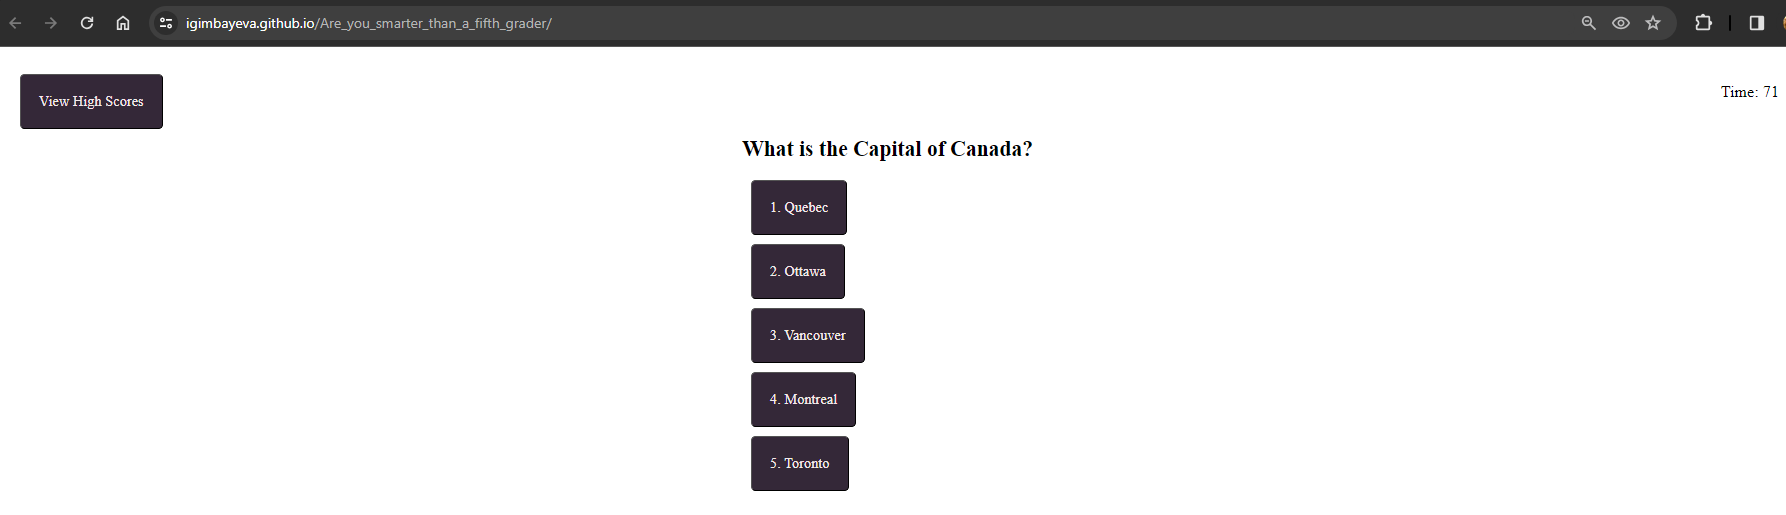 igimbayeva.github.io/Are_you_smarter_than_a_fifth_grader/
View High Scores
Time: 71
What is the Capital of Canada?
1. Quebec
2. Ottawa
3. Vancouver
4. Montreal
5. Toronto